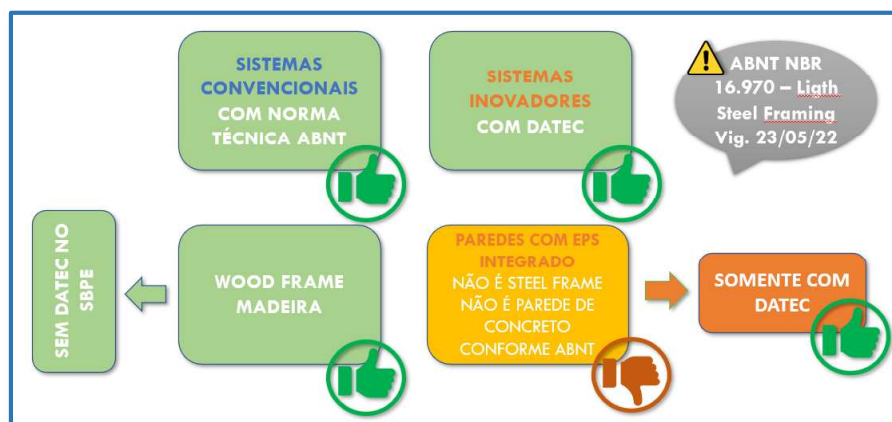 SISTEMAS
CONVENCIONAIS
COM NORMA
TÉCNICA ABNT
SISTEMAS
INOVADORES
COM DATEC
ABNT NBR
16.970 – Ligth
Steel Framing
Vig. 23/05/22
SEM DATEC NO
SBPE
WOOD FRAME
MADEIRA
PAREDES COM EPS
INTEGRADO
NÃO É STEEL FRAME
NÃO É PAREDE DE
CONCRETO
CONFORME ABNT
SOMENTE COM
DATEC